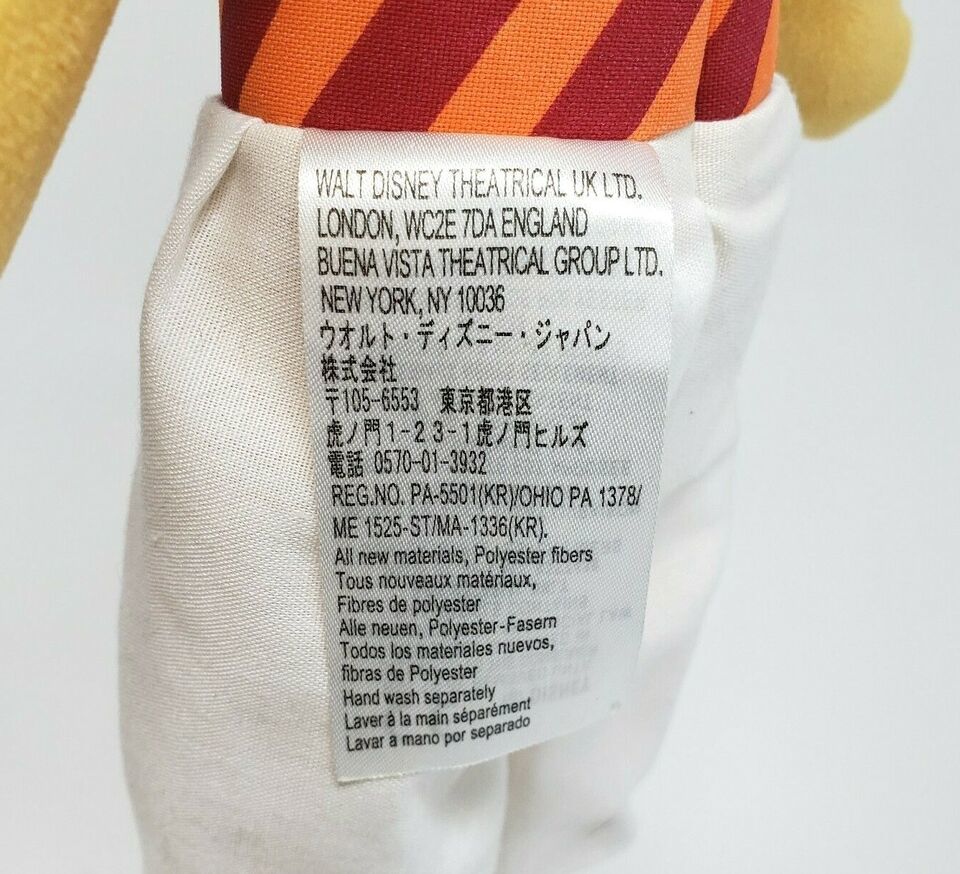 WALT DISNEY THEATRICAL UK LTD.
LONDON, WC2E 7DA ENGLAND
BUENA VISTA THEATRICAL GROUP LTD.
NEW YORK, NY 10036
ウオルト・ディズニー・ジャパン
株式会社
〒105-6553 東京都港区
虎ノ門1-23-1虎ノ門ヒルズ
電話 0570-01-3932
REG.NO. PA-5501(KR)/OHIO PA 1378/
ME 1525-ST/MA-1336(KR).
All new materials, Polyester fibers
Tous nouveaux matériaux,
Fibres de polyester
Alle neuen, Polyester-Fasern
Todos los materiales nuevos,
fibras de Polyester
Hand wash separately
Laver à la main séparément
Lavar a mano por separado